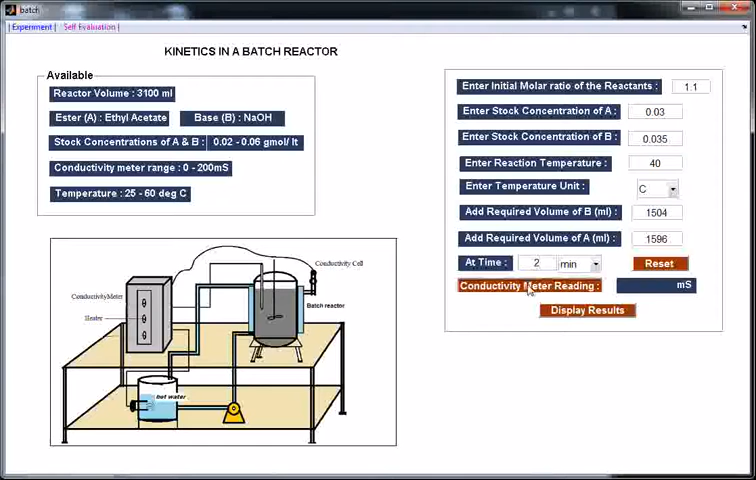 batch
Experiment
Self Evaluation
KINETICS IN A BATCH REACTOR
Available
Reactor Volume : 3100 ml
Ester (A) : Ethyl Acetate
Base (B) : NaOH
Stock Concentrations of A & B : 0.02 - 0.06 gmol/ lt
Conductivity meter range : 0 - 200mS
Temperature : 25 - 60 deg C
Enter Initial Molar ratio of the Reactants : 1.1
Enter Stock Concentration of A : 0.03
Enter Stock Concentration of B : 0.035
Enter Reaction Temperature : 40
Enter Temperature Unit : C
Add Required Volume of B (ml) : 1504
Add Required Volume of A (ml) : 1596
At Time : 2 min Reset
Conductivity Meter Reading : mS
Display Results
Conductivity Cell
ConductivityMeter
Heater
Batch reactor
hot water